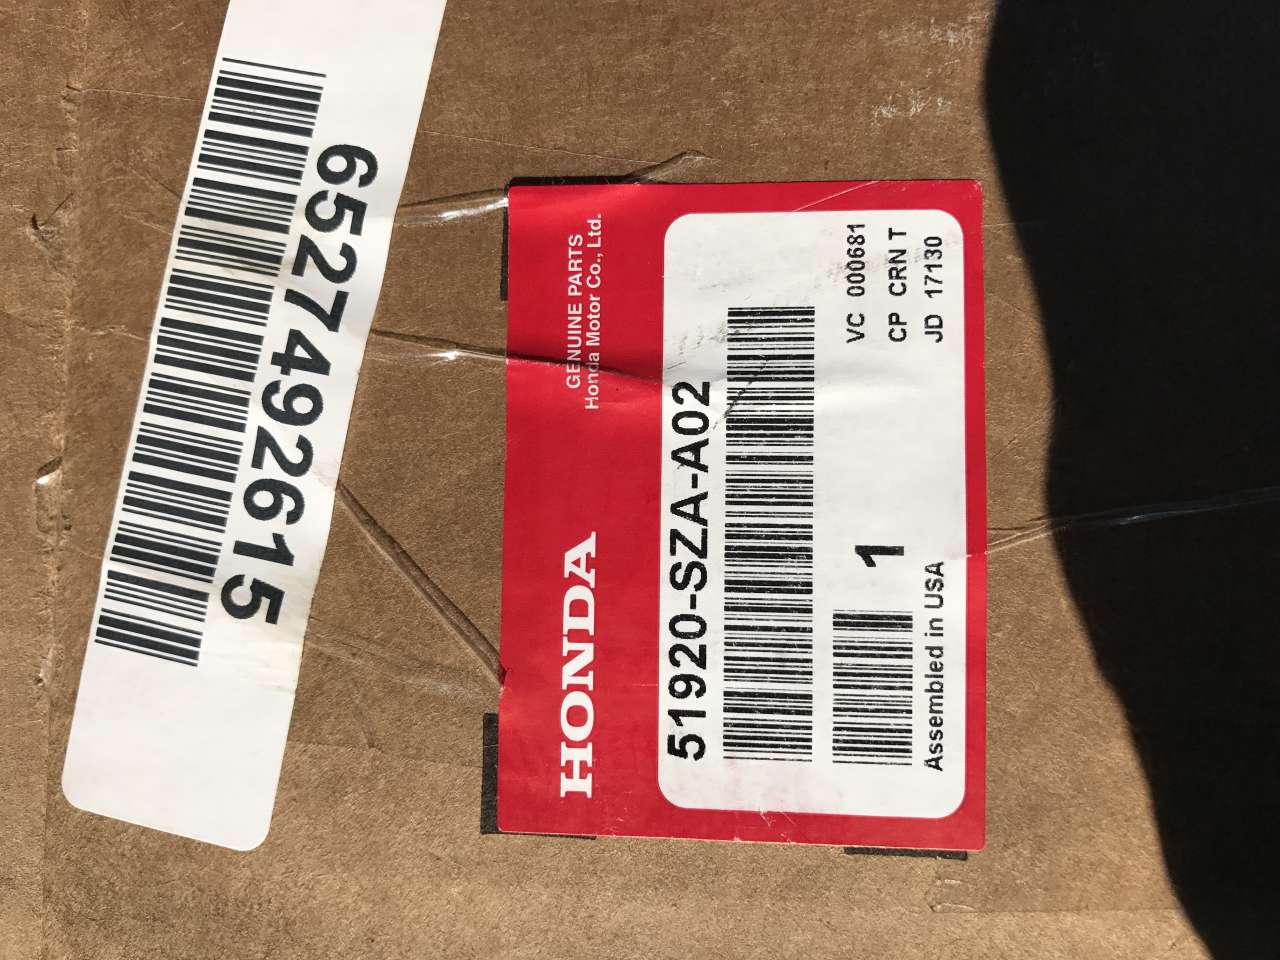 6527492615
HONDA
GENUINE PARTS
Honda Motor Co., Ltd.
51920-SZA-A02
VC 000681
1
CP CRN T
Assembled in USA
JD 17130